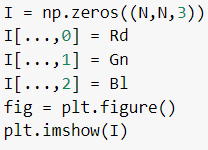 I = np.zeros((N,N,3))
I[...,0] = Rd
I[...,1] = Gn
I[...,2] = Bl
fig = plt.figure()
plt.imshow(I)